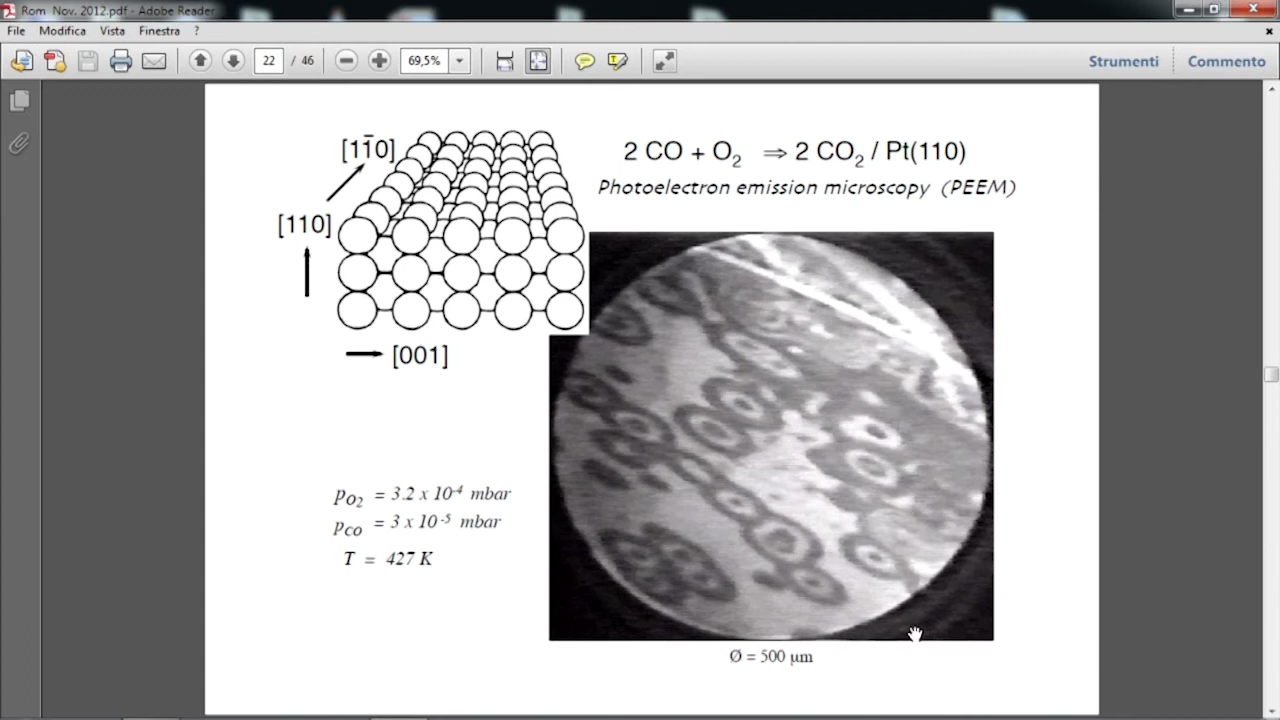 Rom Nov. 2012.pdf - Adobe Reader
File Modifica Vista Finestra ?
22 / 46 69,5% Strumenti Commento
[11̅0]
[110]
[001]
2 CO + O₂ ⇒ 2 CO₂ / Pt(110)
Photoelectron emission microscopy (PEEM)
pO₂ = 3.2 x 10⁻⁴ mbar
pCO = 3 x 10⁻⁵ mbar
T = 427 K
Ø = 500 µm